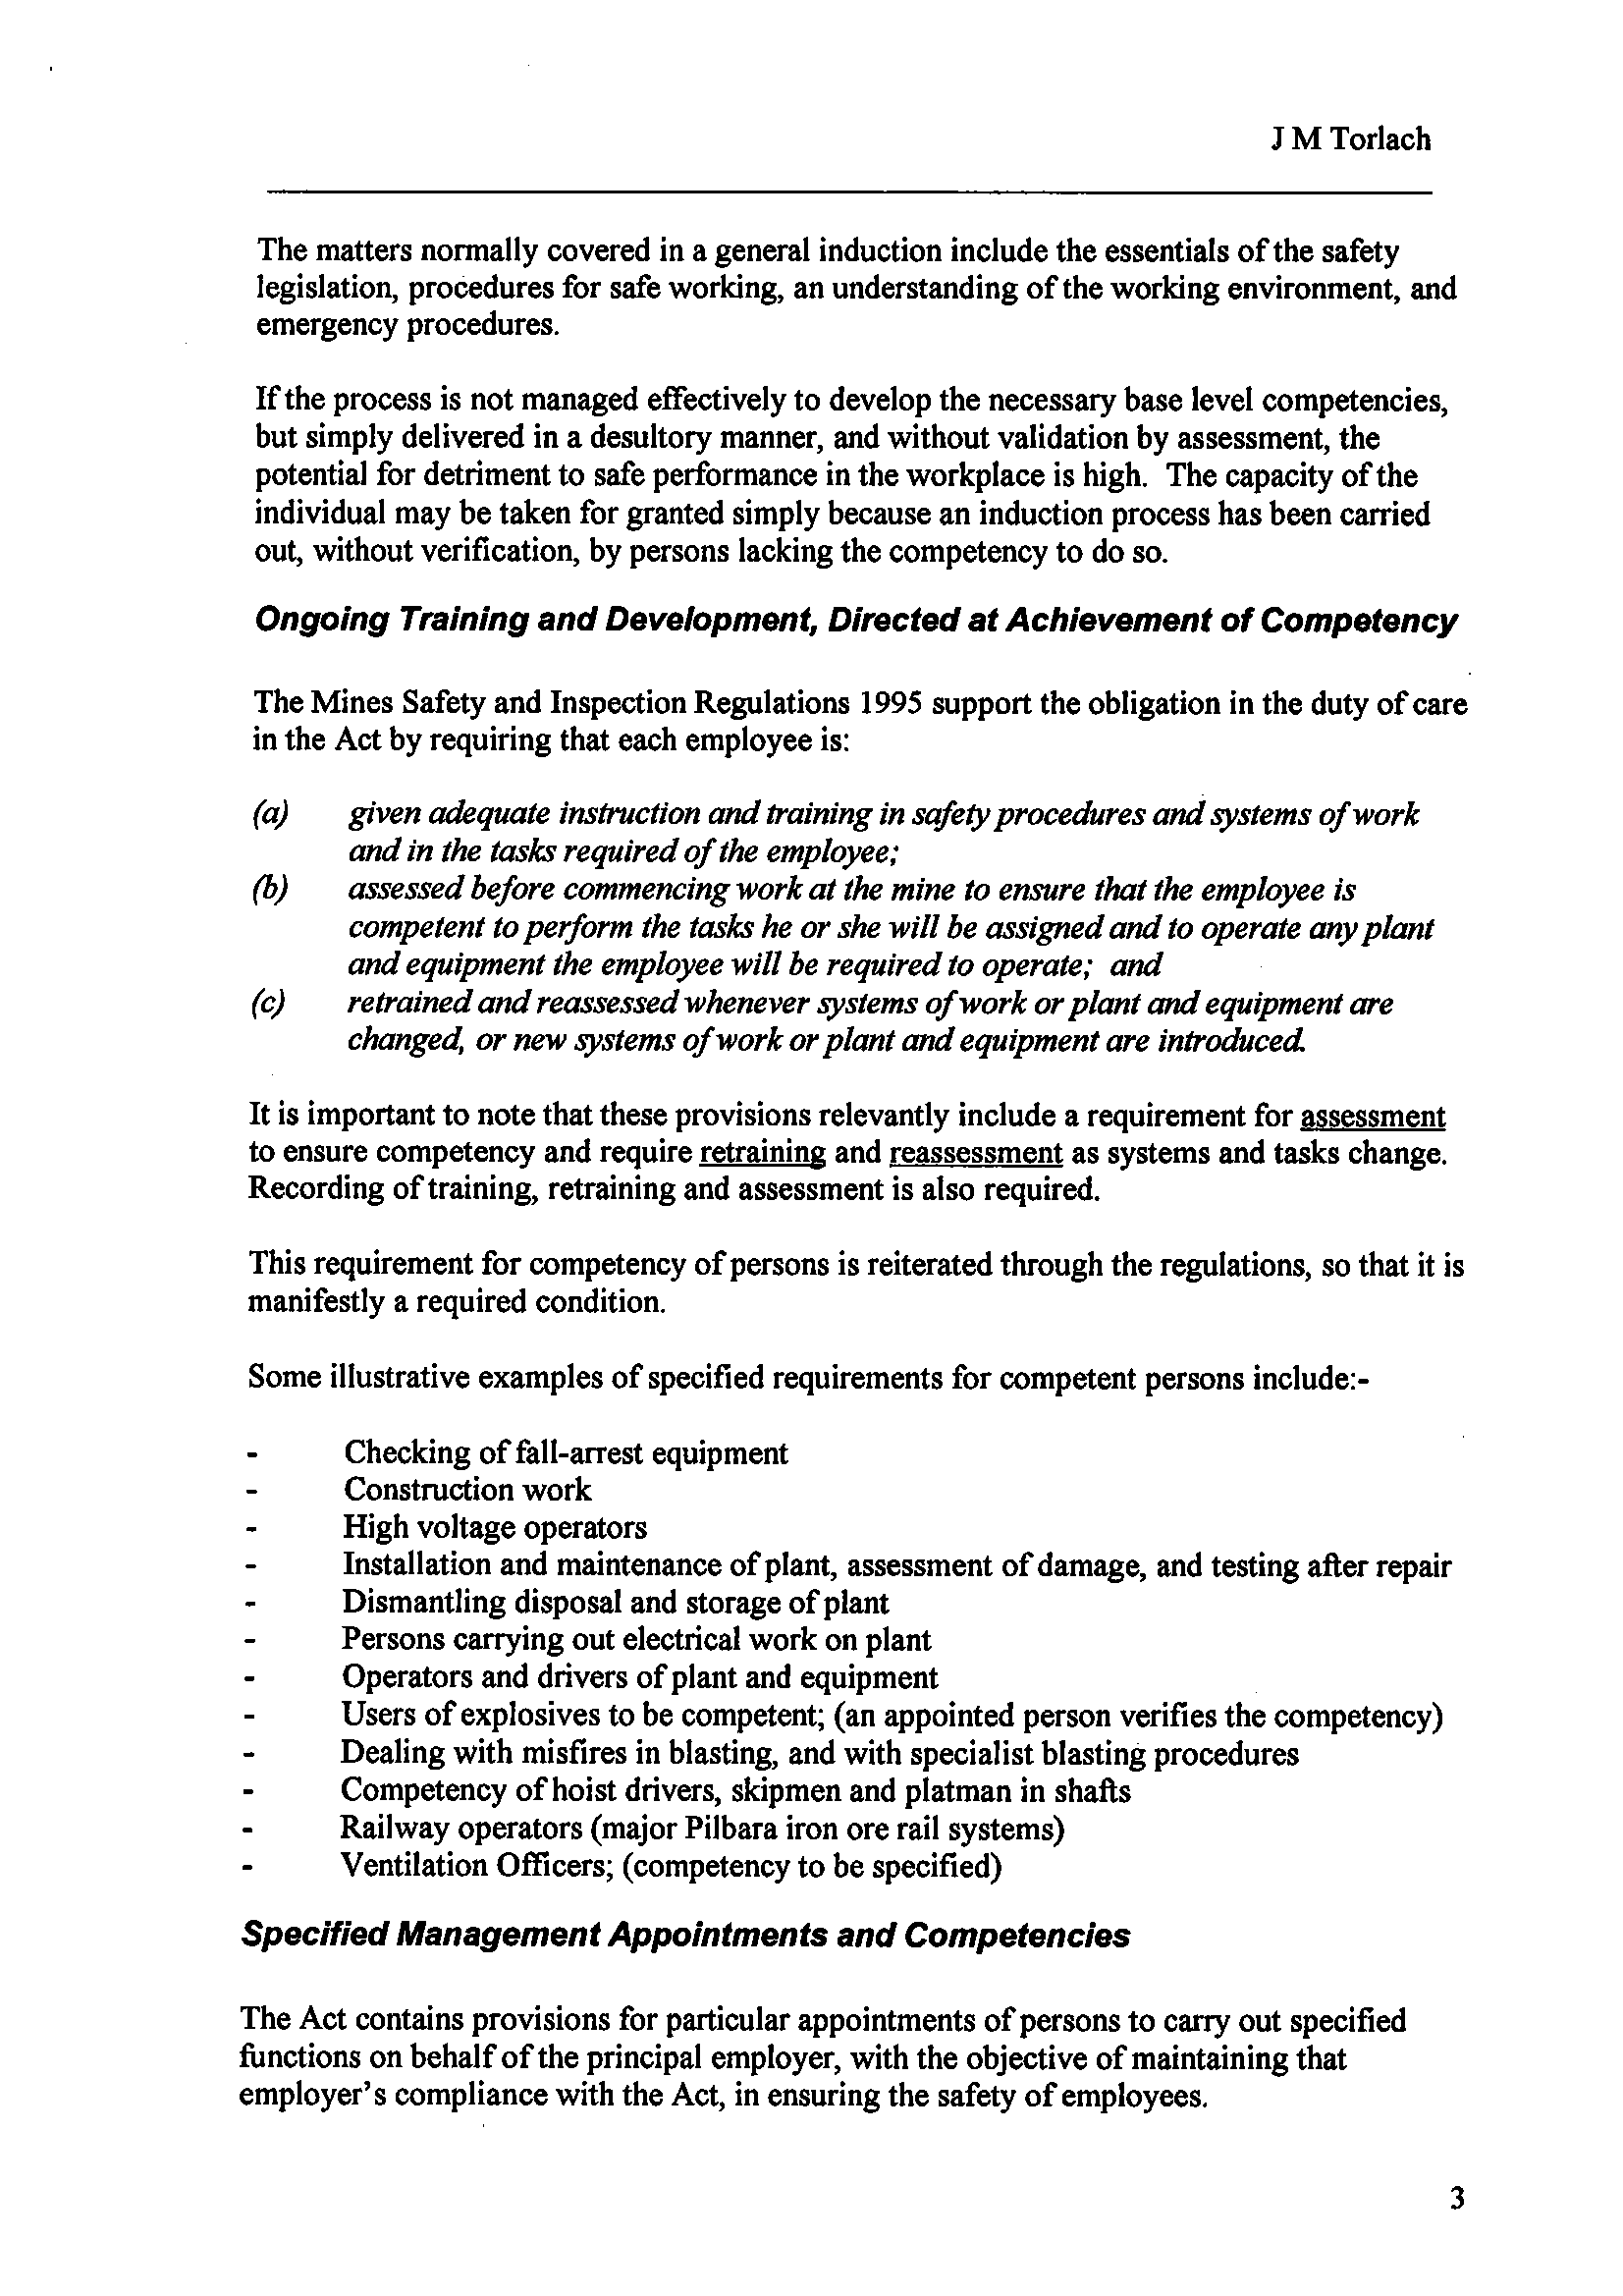 J M Torlach
The matters normally covered in a general induction include the essentials of the safety
legislation, procedures for safe working, an understanding of the working environment, and
emergency procedures.
If the process is not managed effectively to develop the necessary base level competencies,
but simply delivered in a desultory manner, and without validation by assessment, the
potential for detriment to safe performance in the workplace is high. The capacity of the
individual may be taken for granted simply because an induction process has been carried
out, without verification, by persons lacking the competency to do so.
Ongoing Training and Development, Directed at Achievement of Competency
The Mines Safety and Inspection Regulations 1995 support the obligation in the duty of care
in the Act by requiring that each employee is:
(a) given adequate instruction and training in safety procedures and systems of work
and in the tasks required of the employee;
(b) assessed before commencing work at the mine to ensure that the employee is
competent to perform the tasks he or she will be assigned and to operate any plant
and equipment the employee will be required to operate; and
(c) retrained and reassessed whenever systems of work or plant and equipment are
changed, or new systems of work or plant and equipment are introduced.
It is important to note that these provisions relevantly include a requirement for assessment
to ensure competency and require retraining and reassessment as systems and tasks change.
Recording of training, retraining and assessment is also required.
This requirement for competency of persons is reiterated through the regulations, so that it is
manifestly a required condition.
Some illustrative examples of specified requirements for competent persons include:-
- Checking of fall-arrest equipment
- Construction work
- High voltage operators
- Installation and maintenance of plant, assessment of damage, and testing after repair
- Dismantling disposal and storage of plant
- Persons carrying out electrical work on plant
- Operators and drivers of plant and equipment
- Users of explosives to be competent; (an appointed person verifies the competency)
- Dealing with misfires in blasting, and with specialist blasting procedures
- Competency of hoist drivers, skipmen and platman in shafts
- Railway operators (major Pilbara iron ore rail systems)
- Ventilation Officers; (competency to be specified)
Specified Management Appointments and Competencies
The Act contains provisions for particular appointments of persons to carry out specified
functions on behalf of the principal employer, with the objective of maintaining that
employer's compliance with the Act, in ensuring the safety of employees.
3